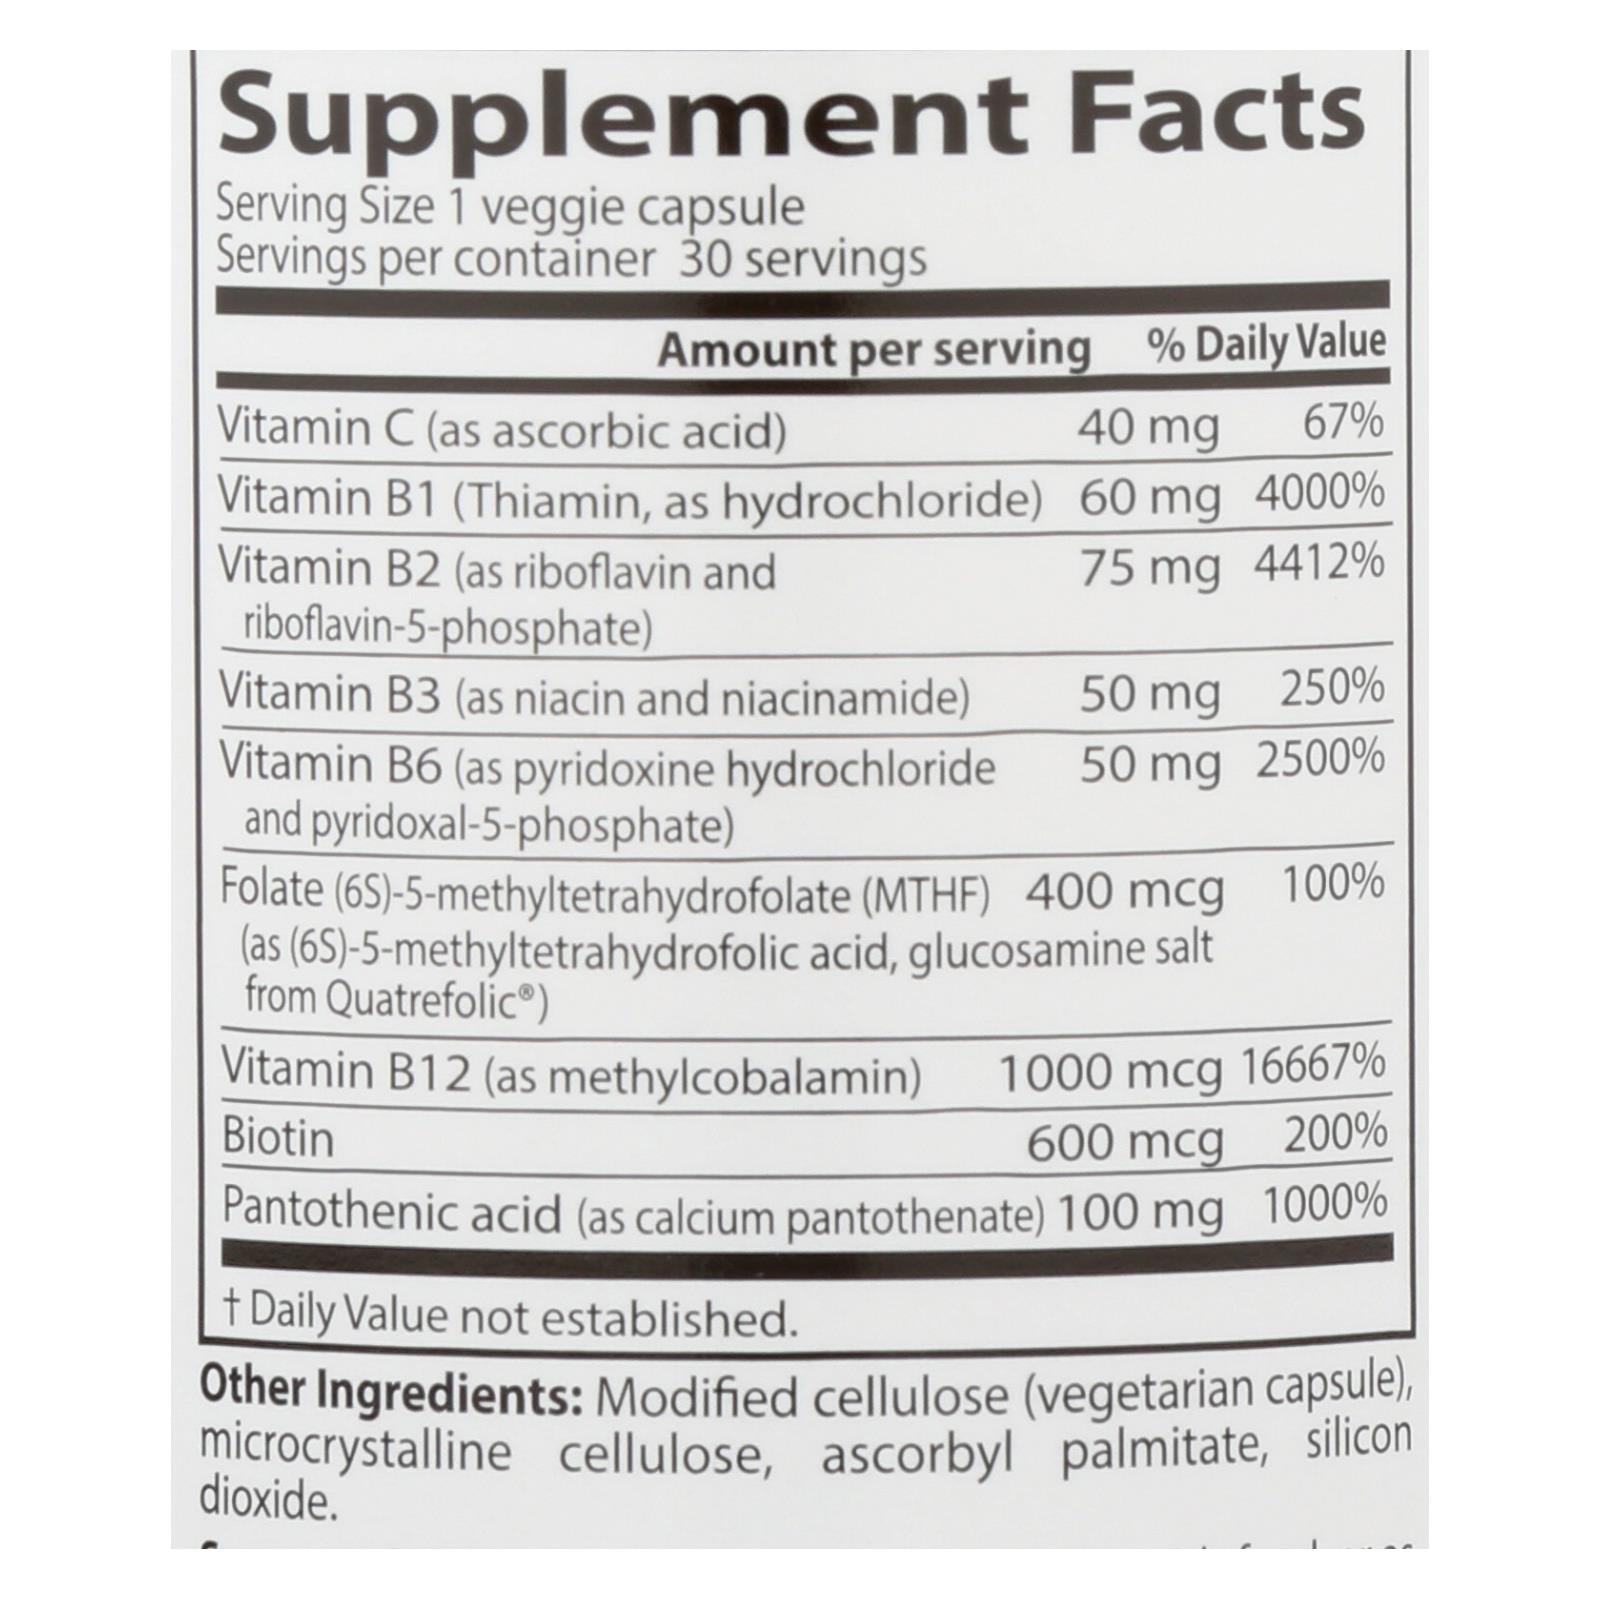 Supplement Facts
Serving Size 1 veggie capsule
Servings per container 30 servings
Amount per serving % Daily Value
Vitamin C (as ascorbic acid) 40 mg 67%
Vitamin B1 (Thiamin, as hydrochloride) 60 mg 4000%
Vitamin B2 (as riboflavin and 75 mg 4412%
riboflavin-5-phosphate)
Vitamin B3 (as niacin and niacinamide) 50 mg 250%
Vitamin B6 (as pyridoxine hydrochloride 50 mg 2500%
and pyridoxal-5-phosphate)
Folate (6S)-5-methyltetrahydrofolate (MTHF) 400 mcg 100%
(as (6S)-5-methyltetrahydrofolic acid, glucosamine salt
from Quatrefolic®)
Vitamin B12 (as methylcobalamin) 1000 mcg 16667%
Biotin 600 mcg 200%
Pantothenic acid (as calcium pantothenate) 100 mg 1000%
† Daily Value not established.
Other Ingredients: Modified cellulose (vegetarian capsule),
microcrystalline cellulose, ascorbyl palmitate, silicon
dioxide.